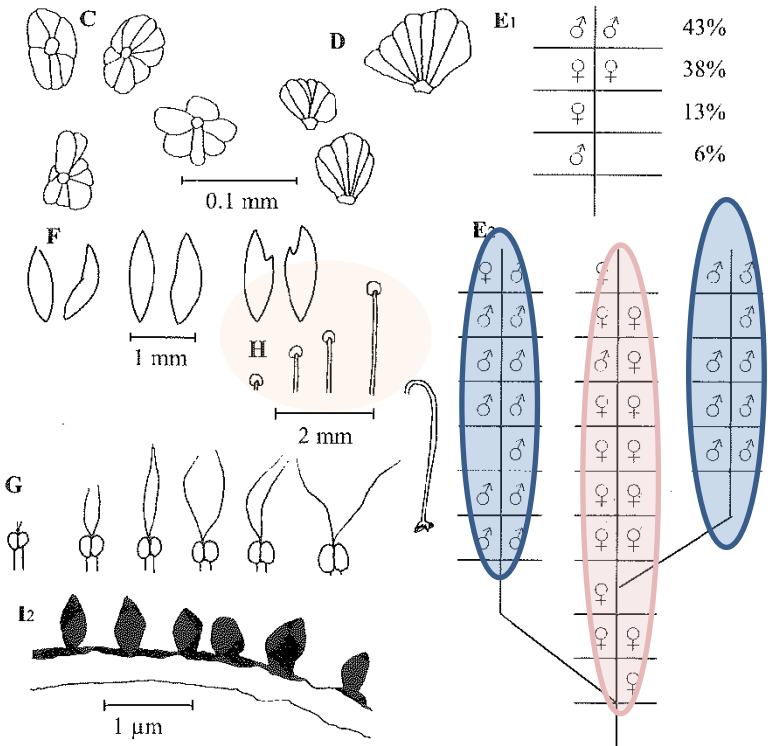 C
D
E1
♂ ♂ 43%
♀ ♀ 38%
♀ 13%
♂ 6%
0.1 mm
F
1 mm
H
2 mm
G
I2
1 µm
E2
♀ ♂
♂ ♂
♂ ♂
♂ ♂
♂
♂ ♂
♂ ♂
♀
♀ ♀
♂ ♀
♀ ♀
♀ ♀
♀ ♀
♀ ♀
♀
♀ ♀
♀
♂ ♂
♂
♂ ♂
♂ ♂
♂ ♂